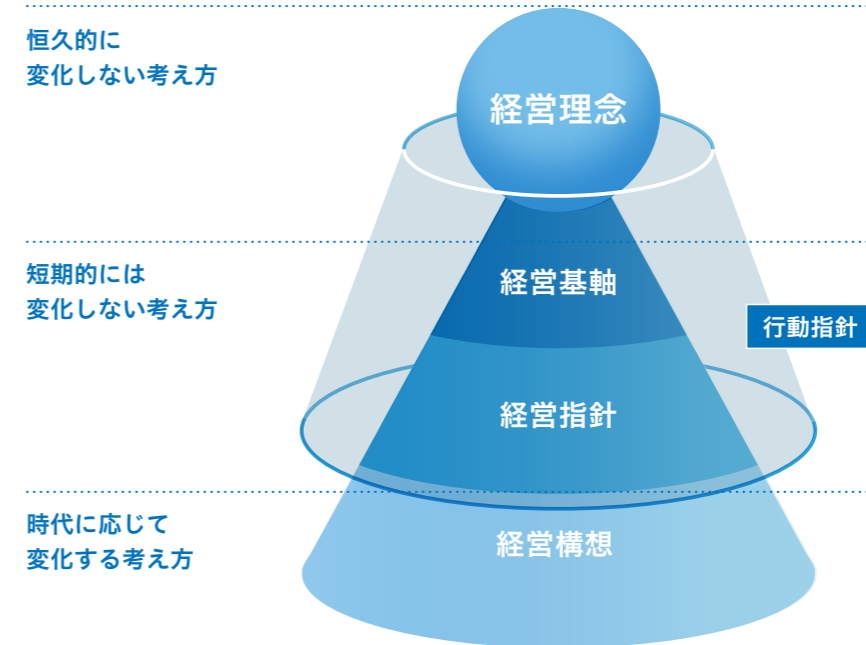 恒久的に
変化しない考え方
経営理念
短期的には
変化しない考え方
経営基軸
行動指針
経営指針
時代に応じて
変化する考え方
経営構想